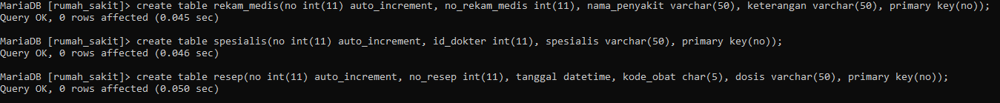 MariaDB [rumah_sakit]> create table rekam_medis(no int(11) auto_increment, no_rekam_medis int(11), nama_penyakit varchar(50), keterangan varchar(50), primary key(no));
Query OK, 0 rows affected (0.045 sec)
MariaDB [rumah_sakit]> create table spesialis(no int(11) auto_increment, id_dokter int(11), spesialis varchar(50), primary key(no));
Query OK, 0 rows affected (0.046 sec)
MariaDB [rumah_sakit]> create table resep(no int(11) auto_increment, no_resep int(11), tanggal datetime, kode_obat char(5), dosis varchar(50), primary key(no));
Query OK, 0 rows affected (0.050 sec)